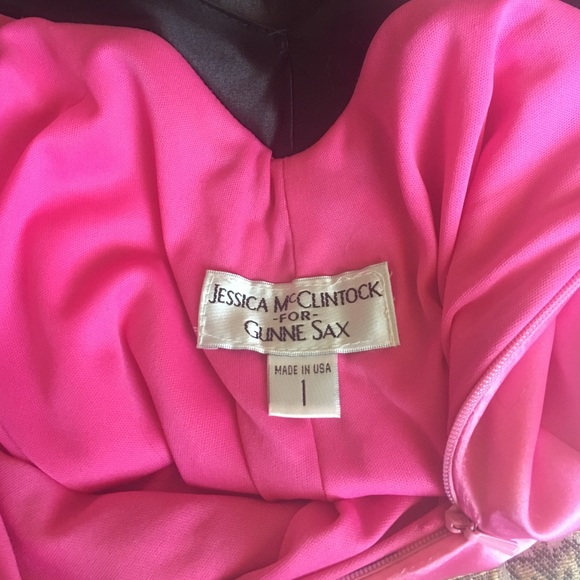 JESSICA MCCLINTOCK
-FOR-
GUNNE SAX
MADE IN USA
1